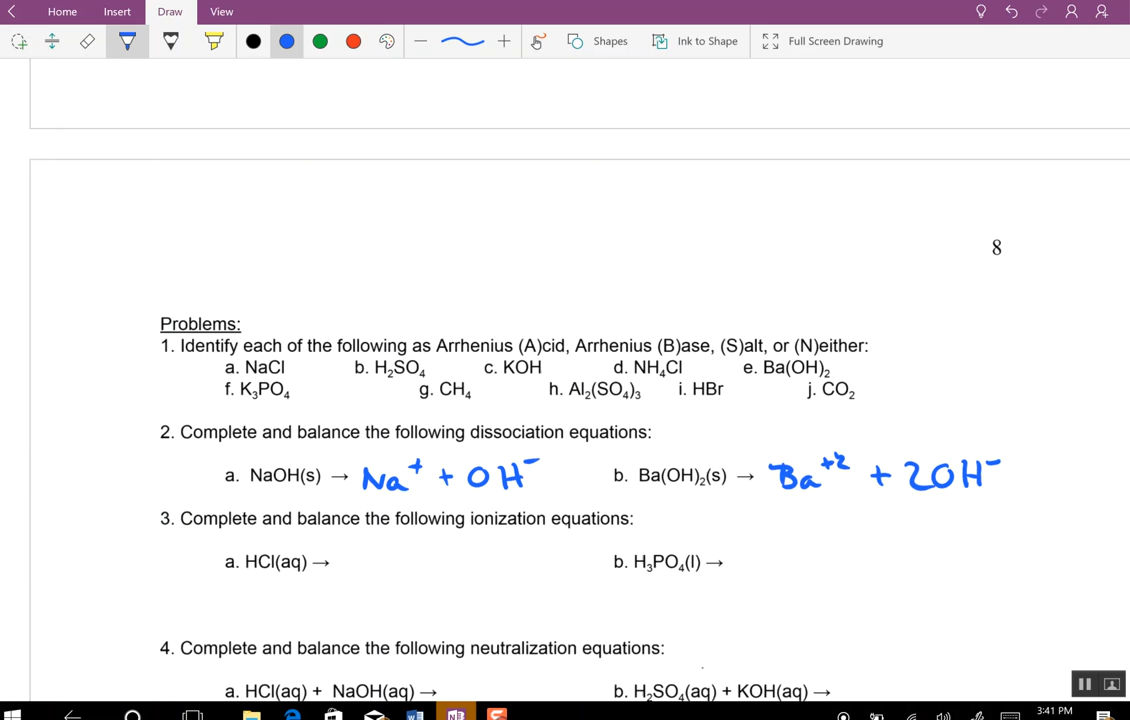 Home Insert Draw View
Shapes Ink to Shape Full Screen Drawing
8
Problems:
1. Identify each of the following as Arrhenius (A)cid, Arrhenius (B)ase, (S)alt, or (N)either:
a. NaCl b. H₂SO₄ c. KOH d. NH₄Cl e. Ba(OH)₂
f. K₃PO₄ g. CH₄ h. Al₂(SO₄)₃ i. HBr j. CO₂
2. Complete and balance the following dissociation equations:
a. NaOH(s) → Na⁺ + OH⁻ b. Ba(OH)₂(s) → Ba⁺² + 2OH⁻
3. Complete and balance the following ionization equations:
a. HCl(aq) → b. H₃PO₄(l) →
4. Complete and balance the following neutralization equations:
a. HCl(aq) + NaOH(aq) → b. H₂SO₄(aq) + KOH(aq) →
3:41 PM